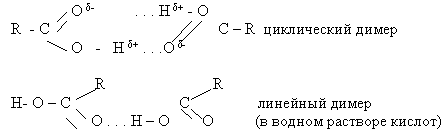 O δ- . . . H δ+ - O
R - C C – R циклический димер
O - H δ+ ...O δ-
R R
H- O – C C линейный димер
O . . . H – O O (в водном растворе кислот)